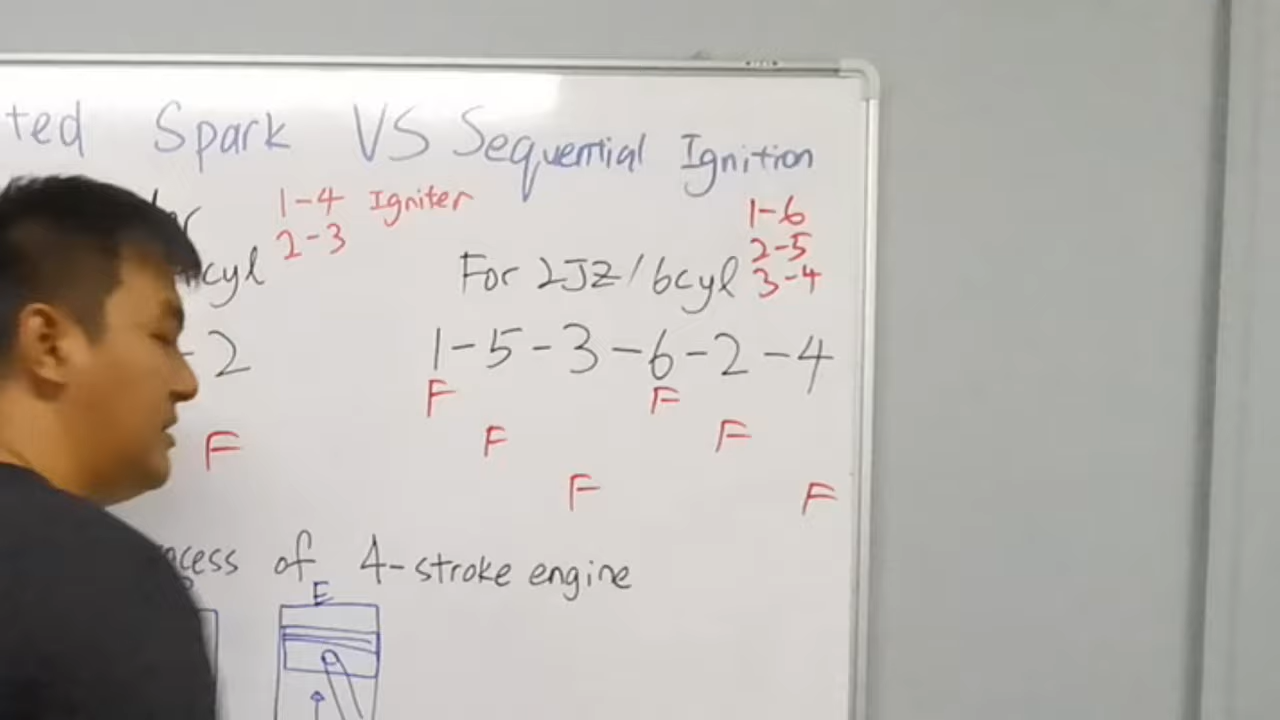 ted Spark VS Sequential Ignition
1-4 Igniter
2-3
cyl
- 2
F
1-6
2-5
3-4
For 2JZ/6cyl
1-5-3-6-2-4
F F
F F
F F
cess of 4-stroke engine
E